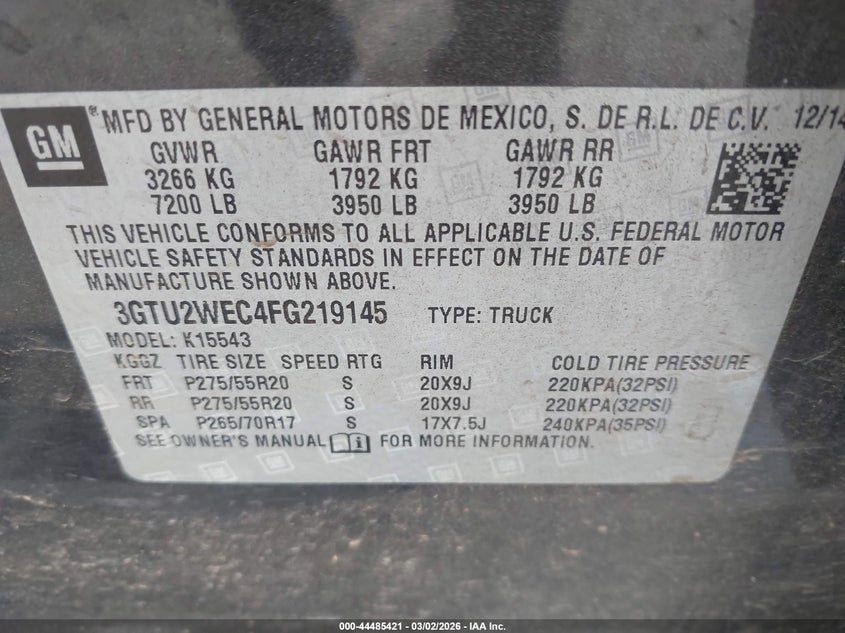 GM ® MFD BY GENERAL MOTORS DE MEXICO, S. DE R.L. DE C.V. 12/14
GVWR GAWR FRT GAWR RR
3266 KG 1792 KG 1792 KG
7200 LB 3950 LB 3950 LB
THIS VEHICLE CONFORMS TO ALL APPLICABLE U.S. FEDERAL MOTOR
VEHICLE SAFETY STANDARDS IN EFFECT ON THE DATE OF
MANUFACTURE SHOWN ABOVE.
3GTU2WEC4FG219145 TYPE: TRUCK
MODEL: K15543
KGGZ TIRE SIZE SPEED RTG RIM COLD TIRE PRESSURE
FRT P275/55R20 S 20X9J 220KPA(32PSI)
RR P275/55R20 S 20X9J 220KPA(32PSI)
SPA P265/70R17 S 17X7.5J 240KPA(35PSI)
SEE OWNER'S MANUAL i FOR MORE INFORMATION.
000-44485421 | 03/02/2026 - IAA Inc.